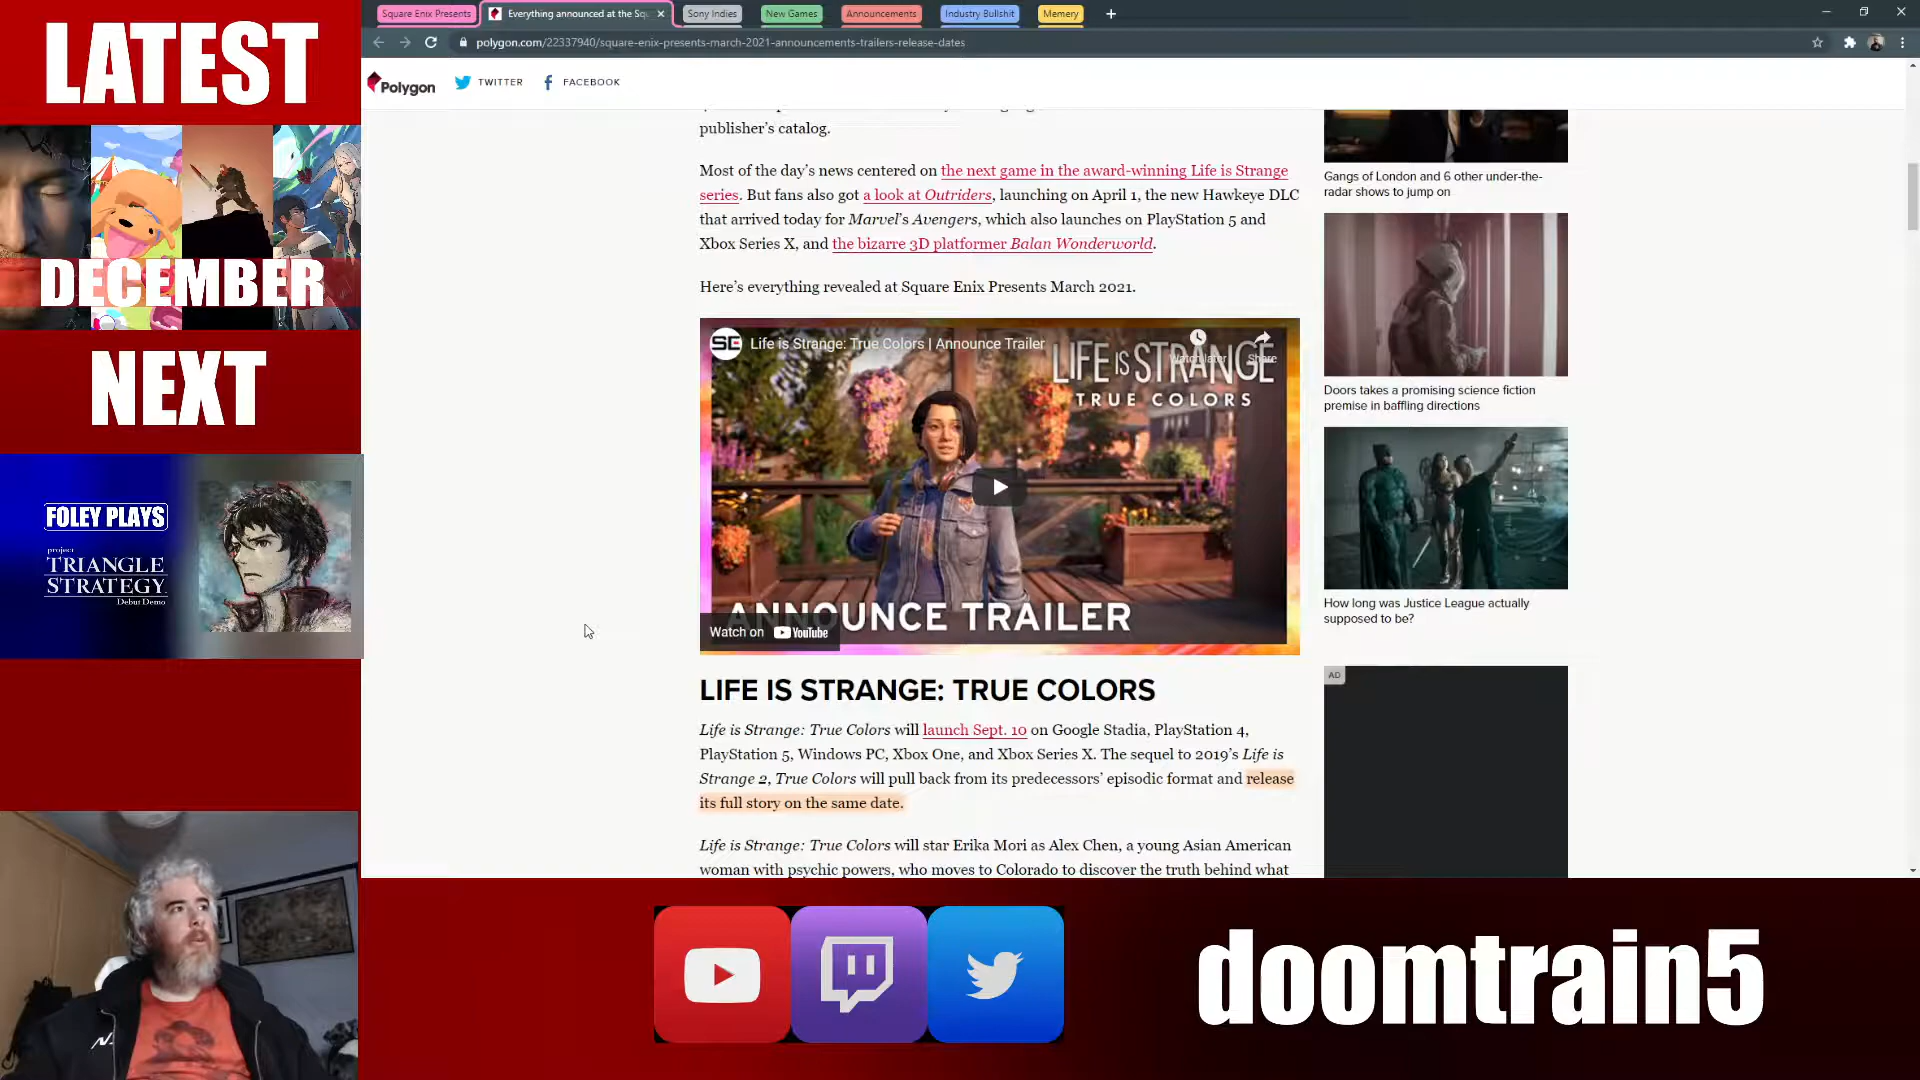 LATEST
DECEMBER
NEXT
FOLEY PLAYS
project
TRIANGLE
STRATEGY
Debut Demo
Square Enix Presents
Everything announced at the Squ
Sony Indies
New Games
Announcements
Industry Bullshit
Memery
polygon.com/22337940/square-enix-presents-march-2021-announcements-trailers-release-dates
Polygon
TWITTER
FACEBOOK
publisher’s catalog.
Most of the day’s news centered on the next game in the award-winning Life is Strange
series. But fans also got a look at Outriders, launching on April 1, the new Hawkeye DLC
that arrived today for Marvel’s Avengers, which also launches on PlayStation 5 and
Xbox Series X, and the bizarre 3D platformer Balan Wonderworld.
Here’s everything revealed at Square Enix Presents March 2021.
SE
Life is Strange: True Colors | Announce Trailer
Watch later
Share
LIFE IS STRANGE
TRUE COLORS
ANNOUNCE TRAILER
Watch on YouTube
LIFE IS STRANGE: TRUE COLORS
Life is Strange: True Colors will launch Sept. 10 on Google Stadia, PlayStation 4,
PlayStation 5, Windows PC, Xbox One, and Xbox Series X. The sequel to 2019’s Life is
Strange 2, True Colors will pull back from its predecessors’ episodic format and release
its full story on the same date.
Life is Strange: True Colors will star Erika Mori as Alex Chen, a young Asian American
woman with psychic powers, who moves to Colorado to discover the truth behind what
Gangs of London and 6 other under-the-
radar shows to jump on
Doors takes a promising science fiction
premise in baffling directions
How long was Justice League actually
supposed to be?
AD
doomtrain5